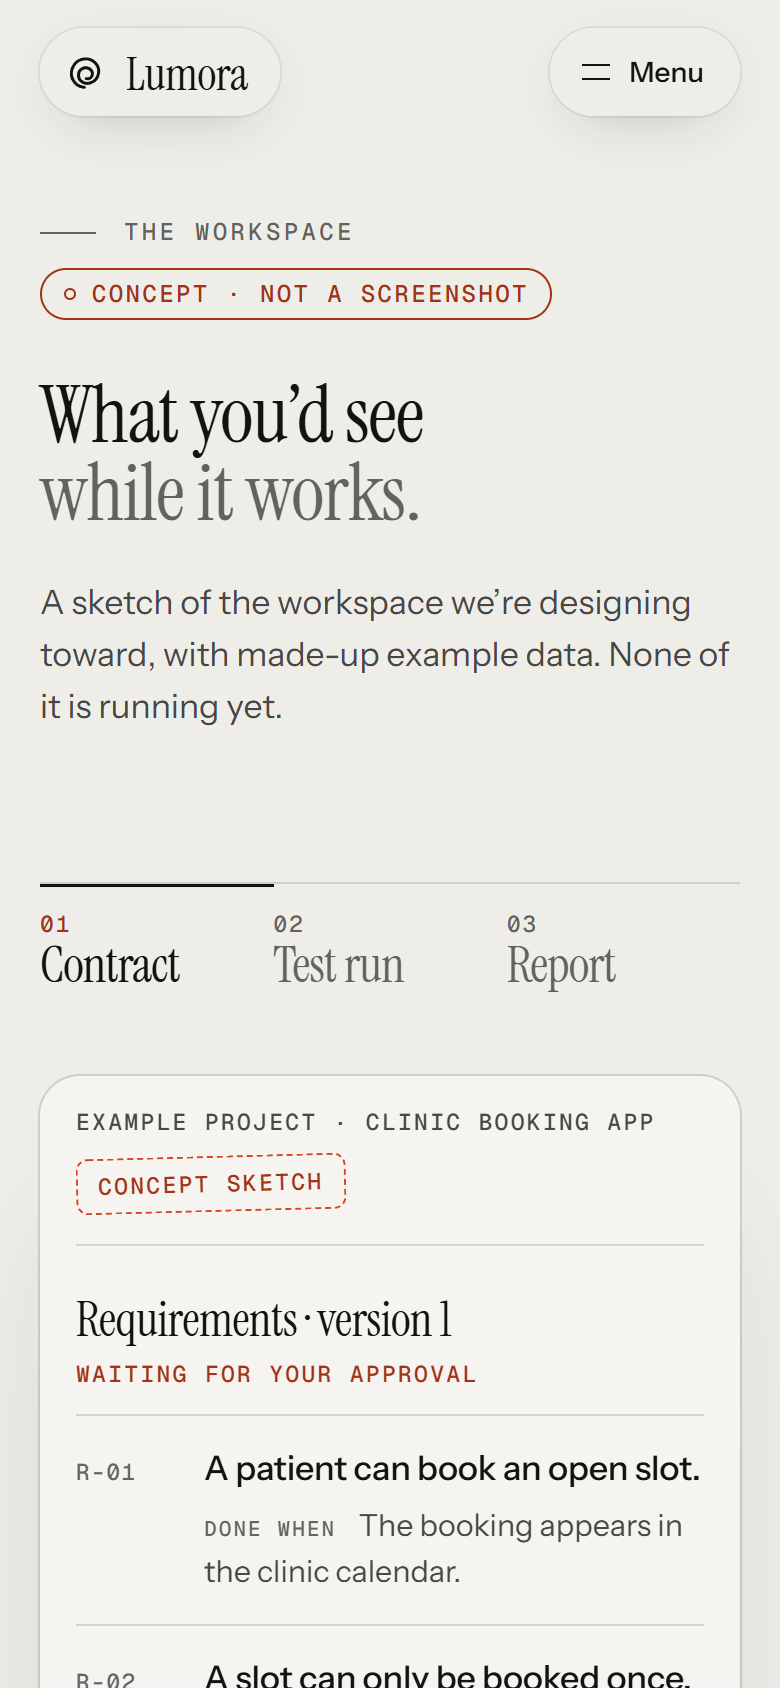 Lumora
Menu
THE WORKSPACE
CONCEPT · NOT A SCREENSHOT
What you’d see
while it works.
A sketch of the workspace we’re designing
toward, with made-up example data. None of
it is running yet.
01
Contract
02
Test run
03
Report
EXAMPLE PROJECT · CLINIC BOOKING APP
CONCEPT SKETCH
Requirements · version 1
WAITING FOR YOUR APPROVAL
R-01
A patient can book an open slot.
DONE WHEN The booking appears in
the clinic calendar.
R-02
A slot can only be booked once.